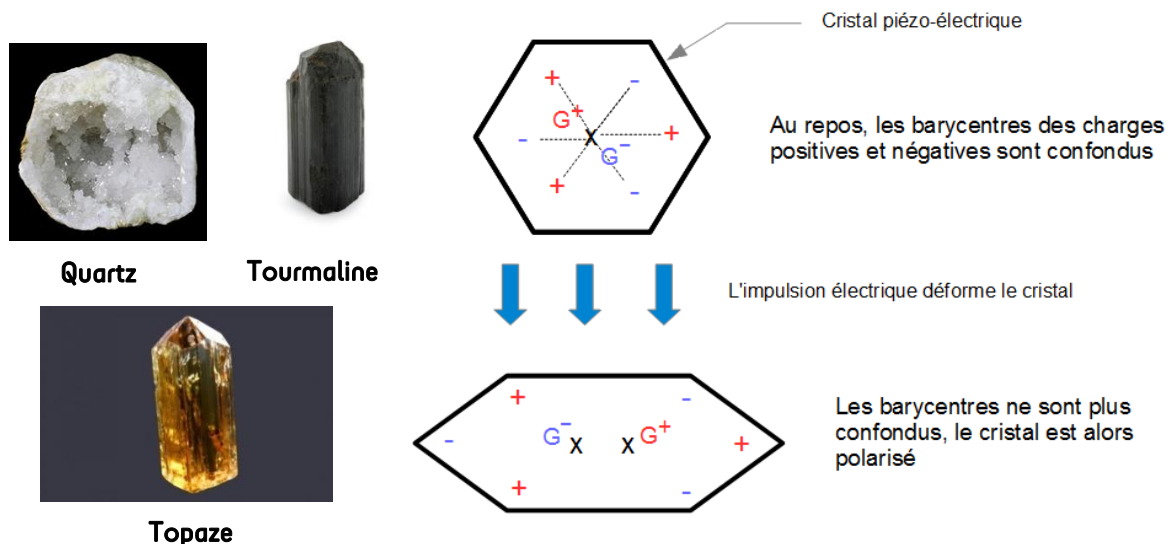 Cristal piézo-électrique
+
-
G+
-
X
+
G-
+
-
Au repos, les barycentres des charges
positives et négatives sont confondus
Quartz
Tourmaline
L'impulsion électrique déforme le cristal
+
-
-
G-
X
X
G+
+
+
-
Les barycentres ne sont plus
confondus, le cristal est alors
polarisé
Topaze